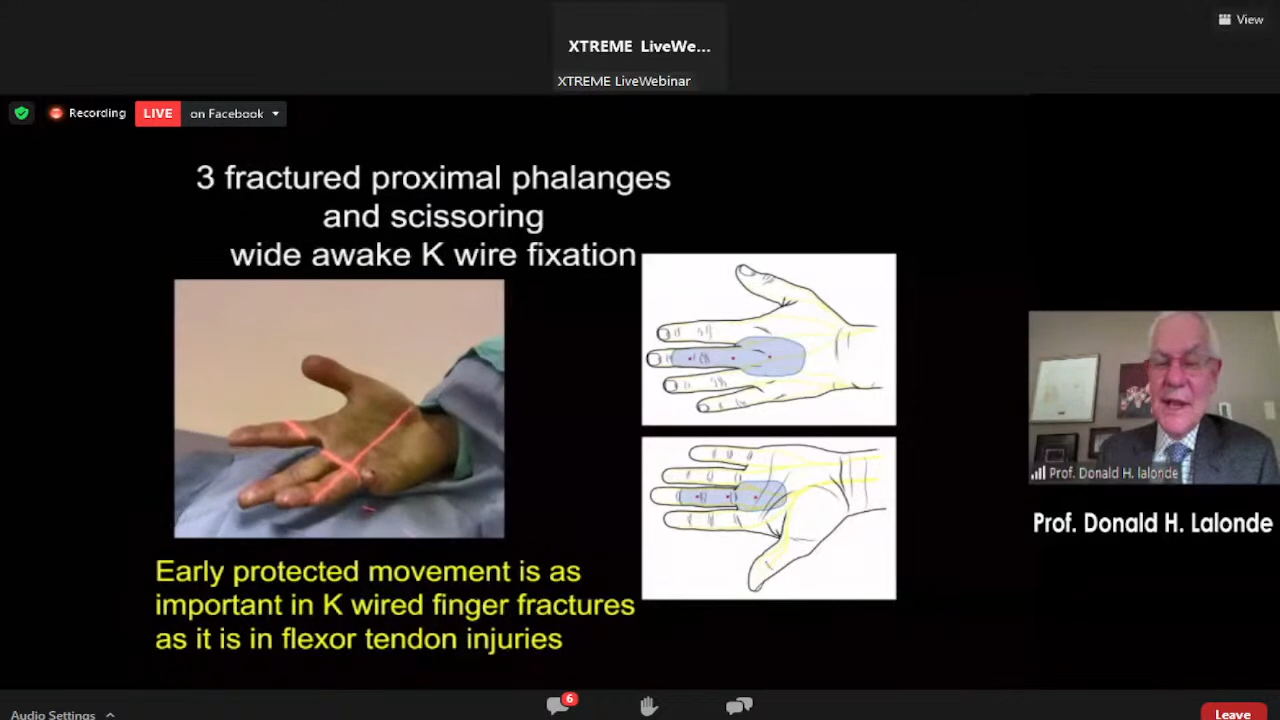 View
XTREME LiveWe...
XTREME LiveWebinar
Recording
LIVE
on Facebook
3 fractured proximal phalanges
and scissoring
wide awake K wire fixation
Prof. Donald H. lalonde
Prof. Donald H. Lalonde
Early protected movement is as
important in K wired finger fractures
as it is in flexor tendon injuries
6
Audio Settings
Leave